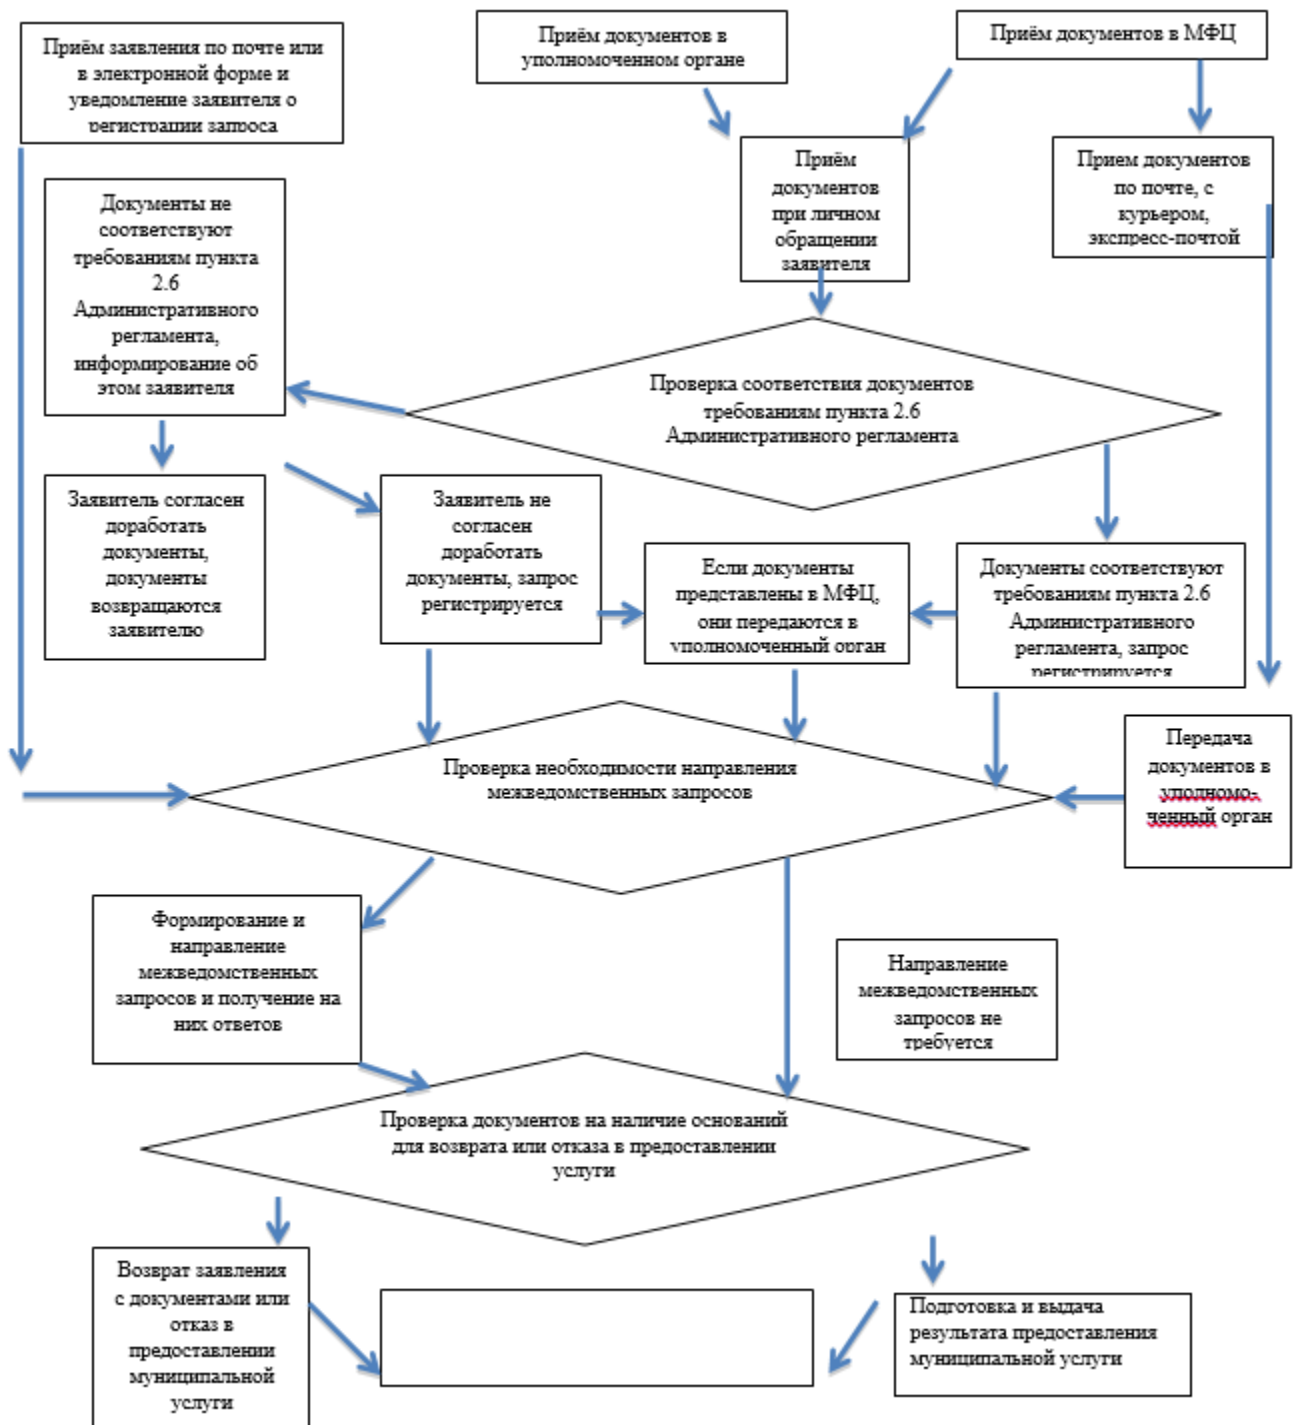 Приём заявления по почте или
в электронной форме и
уведомление заявителя о
регистрации запроса
Приём документов в
уполномоченном органе
Приём документов в МФЦ
Приём
документов
при личном
обращении
заявителя
Прием документов
по почте, с
курьером,
экспресс-почтой
Документы не
соответствуют
требованиям пункта
2.6
Административного
регламента,
информирование об
этом заявителя
Проверка соответствия документов
требованиям пункта 2.6
Административного регламента
Заявитель согласен
доработать
документы,
документы
возвращаются
заявителю
Заявитель не
согласен
доработать
документы, запрос
регистрируется
Если документы
представлены в МФЦ,
они передаются в
уполномоченный орган
Документы соответствуют
требованиям пункта 2.6
Административного
регламента, запрос
регистрируется
Передача
документов в
уполномо-
ченный орган
Проверка необходимости направления
межведомственных запросов
Формирование и
направление
межведомственных
запросов и получение на
них ответов
Направление
межведомственных
запросов не
требуется
Проверка документов на наличие оснований
для возврата или отказа в предоставлении
услуги
Возврат заявления
с документами или
отказ в
предоставлении
муниципальной
услуги
Подготовка и выдача
результата предоставления
муниципальной услуги